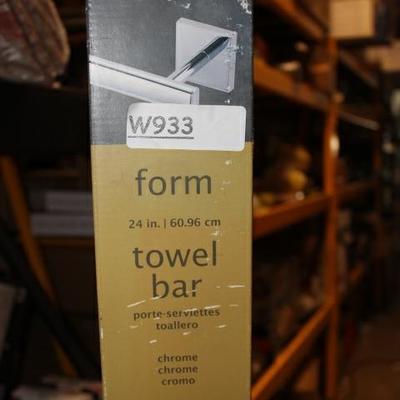 W933
form
24 in. | 60.96 cm
towel
bar
porte-serviettes
toallero
chrome
chrome
cromo